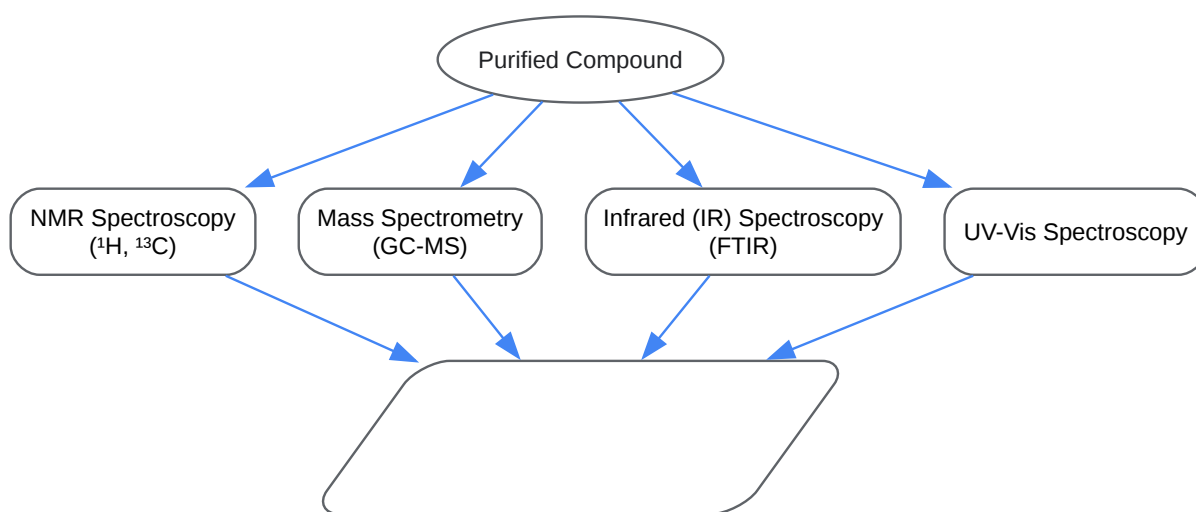 Purified Compound
NMR Spectroscopy
(¹H, ¹³C)
Mass Spectrometry
(GC-MS)
Infrared (IR) Spectroscopy
(FTIR)
UV-Vis Spectroscopy